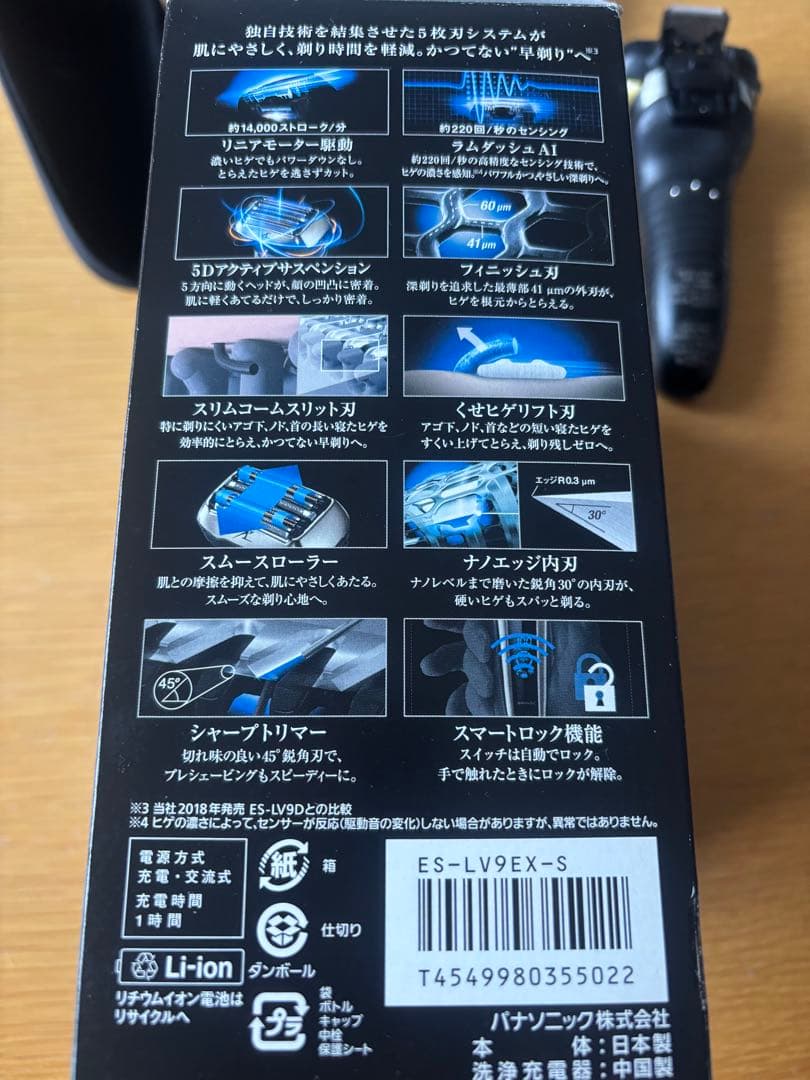 独自技術を結集させた5枚刃システムが
肌にやさしく、剃り時間を軽減。かつてない"早剃り"へ※3
約14,000ストローク/分
リニアモーター駆動
濃いヒゲでもパワーダウンなし。
とらえたヒゲを逃さずカット。
約220回/秒のセンシング
ラムダッシュAI
約220回/秒の高精度なセンシング技術で、
ヒゲの濃さを感知。※4パワフルかつやさしい深剃りへ。
5Dアクティブサスペンション
5方向に動くヘッドが、顔の凹凸に密着。
肌に軽くあてるだけで、しっかり密着。
60μm
41μm
フィニッシュ刃
深剃りを追求した最薄部41μmの外刃が、
ヒゲを根元からとらえる。
スリムコームスリット刃
特に剃りにくいアゴ下、ノド、首の長い寝たヒゲを
効率的にとらえ、かつてない早剃りへ。
くせヒゲリフト刃
アゴ下、ノド、首などの短い寝たヒゲを
すくい上げてとらえ、剃り残しゼロへ。
スムースローラー
肌との摩擦を抑えて、肌にやさしくあたる。
スムーズな剃り心地へ。
エッジR0.3μm
30°
ナノエッジ内刃
ナノレベルまで磨いた鋭角30°の内刃が、
硬いヒゲもスパッと剃る。
45°
シャープトリマー
切れ味の良い45°鋭角刃で、
プレシェービングもスピーディーに。
スマートロック機能
スイッチは自動でロック。
手で触れたときにロックが解除。
※3 当社2018年発売 ES-LV9Dとの比較
※4 ヒゲの濃さによって、センサーが反応(駆動音の変化)しない場合がありますが、異常ではありません。
電源方式
充電・交流式
充電時間
1時間
紙
箱
仕切り
ダンボール
Li-ion
リチウムイオン電池は
リサイクルへ
プラ
袋
ボトル
キャップ
中栓
保護シート
ES-LV9EX-S
T4549980355022
パナソニック株式会社
本体：日本製
洗浄充電器：中国製